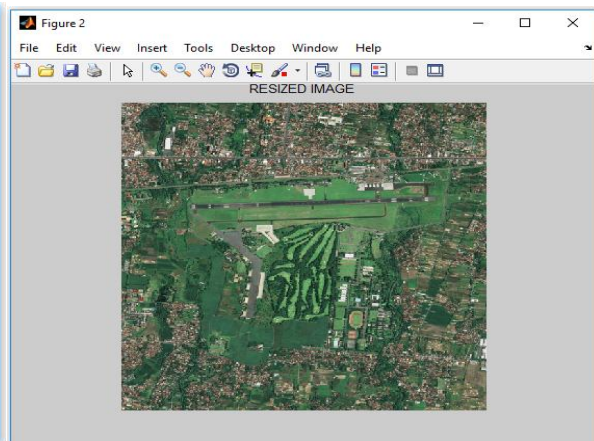 Figure 2
File Edit View Insert Tools Desktop Window Help
RESIZED IMAGE